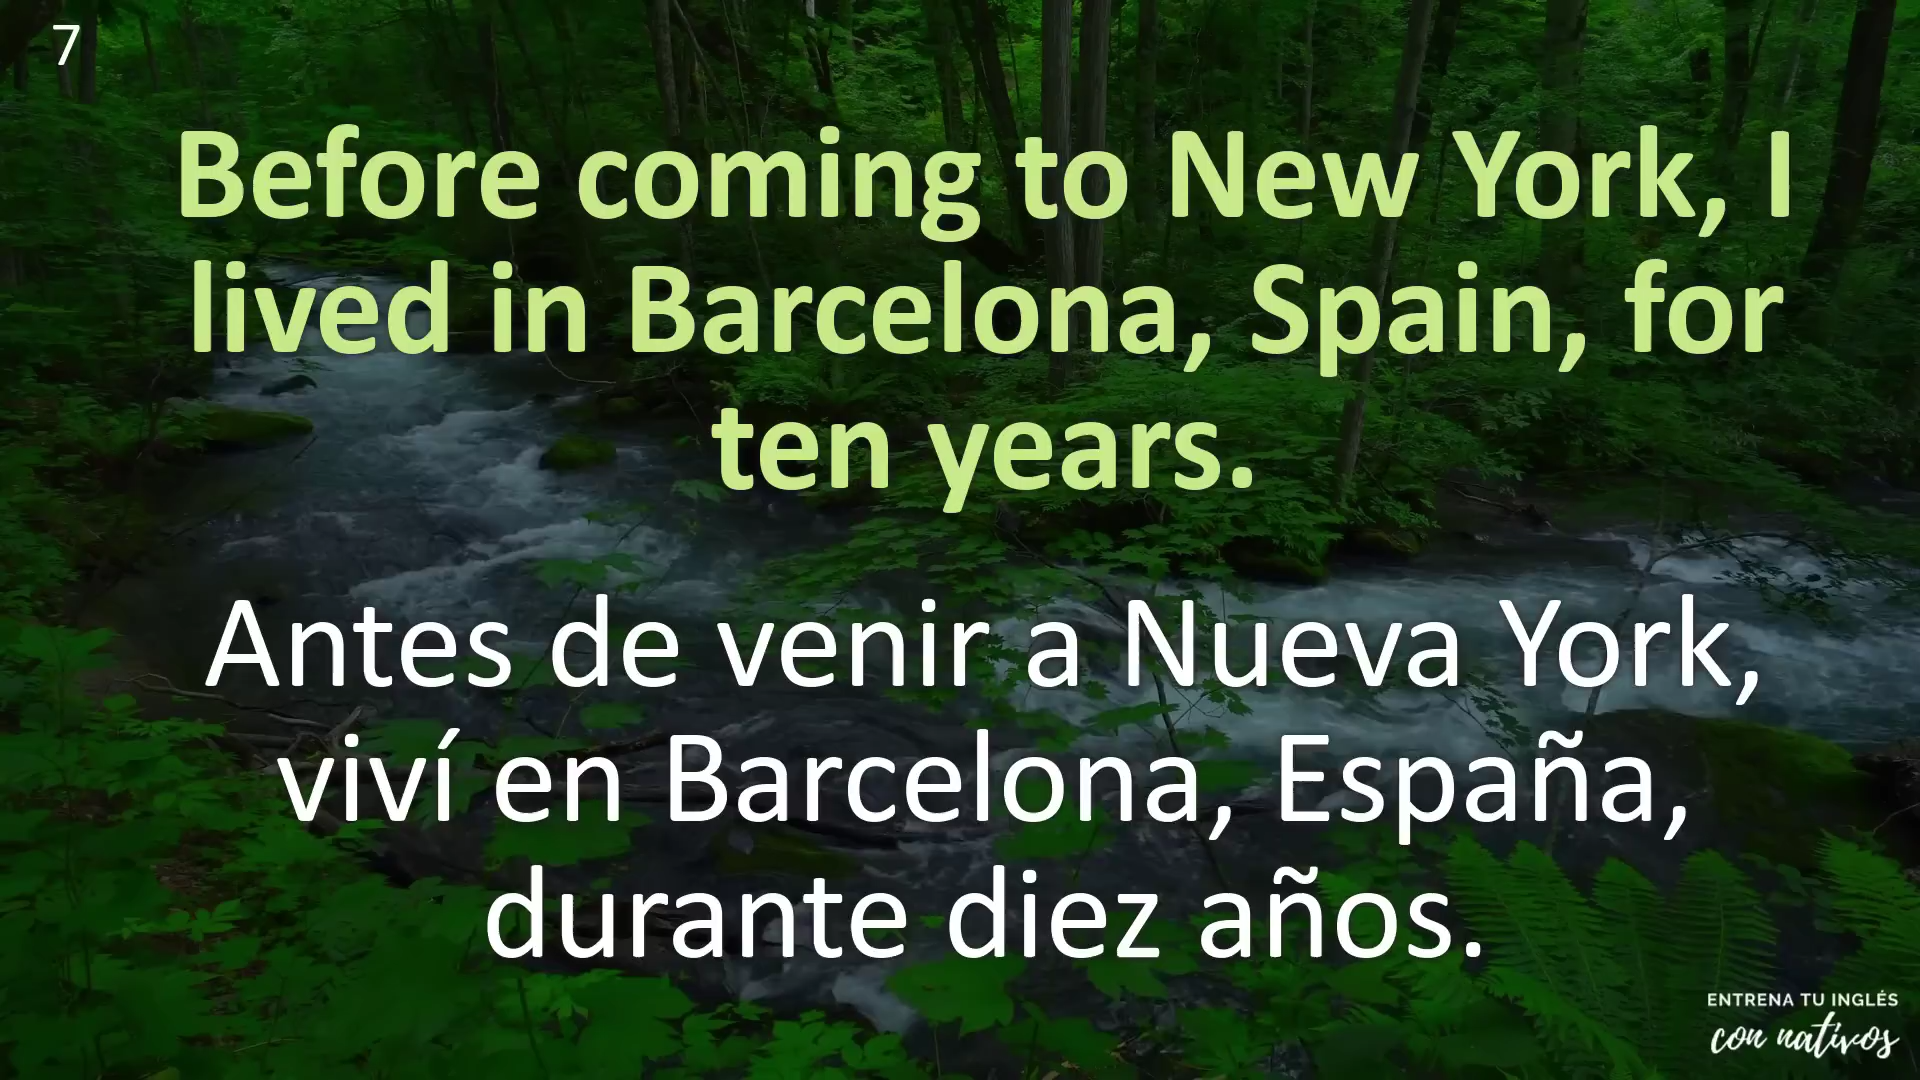 7
Before coming to New York, I
lived in Barcelona, Spain, for
ten years.
Antes de venir a Nueva York,
viví en Barcelona, España,
durante diez años.
ENTRENA TU INGLÉS
con nativos